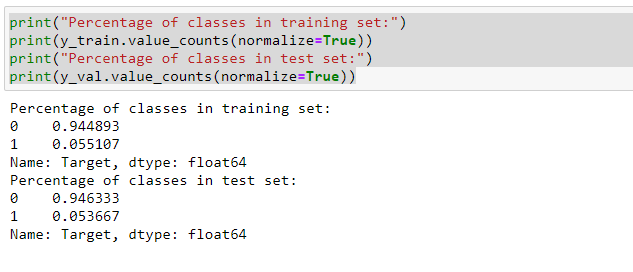 print("Percentage of classes in training set:")
print(y_train.value_counts(normalize=True))
print("Percentage of classes in test set:")
print(y_val.value_counts(normalize=True))
Percentage of classes in training set:
0    0.944893
1    0.055107
Name: Target, dtype: float64
Percentage of classes in test set:
0    0.946333
1    0.053667
Name: Target, dtype: float64